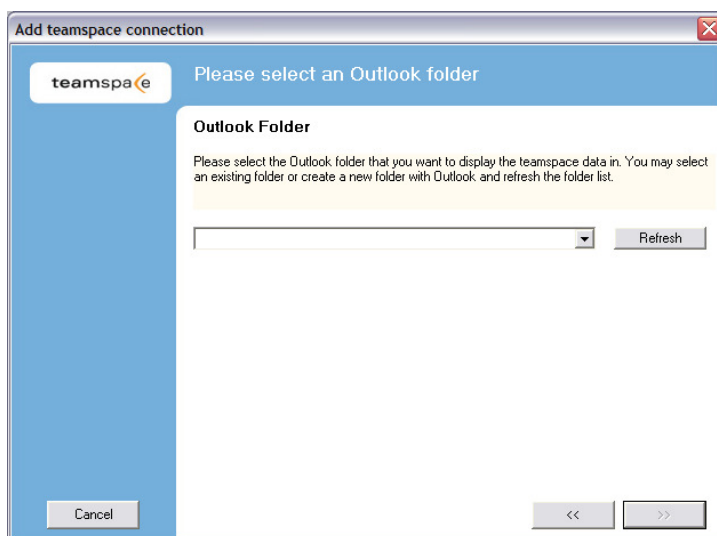 Add teamspace connection
teamspace
Please select an Outlook folder
Outlook Folder
Please select the Outlook folder that you want to display the teamspace data in. You may select
an existing folder or create a new folder with Outlook and refresh the folder list.
Refresh
Cancel
<<
>>